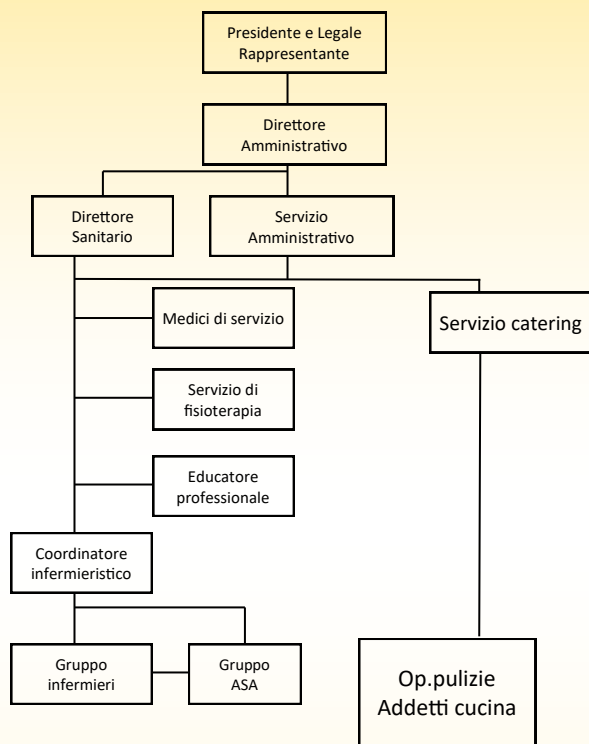 Presidente e Legale
Rappresentante
Direttore
Amministrativo
Direttore
Sanitario
Servizio
Amministrativo
Medici di servizio
Servizio catering
Servizio di
fisioterapia
Educatore
professionale
Coordinatore
infermieristico
Gruppo
infermieri
Gruppo
ASA
Op.pulizie
Addetti cucina